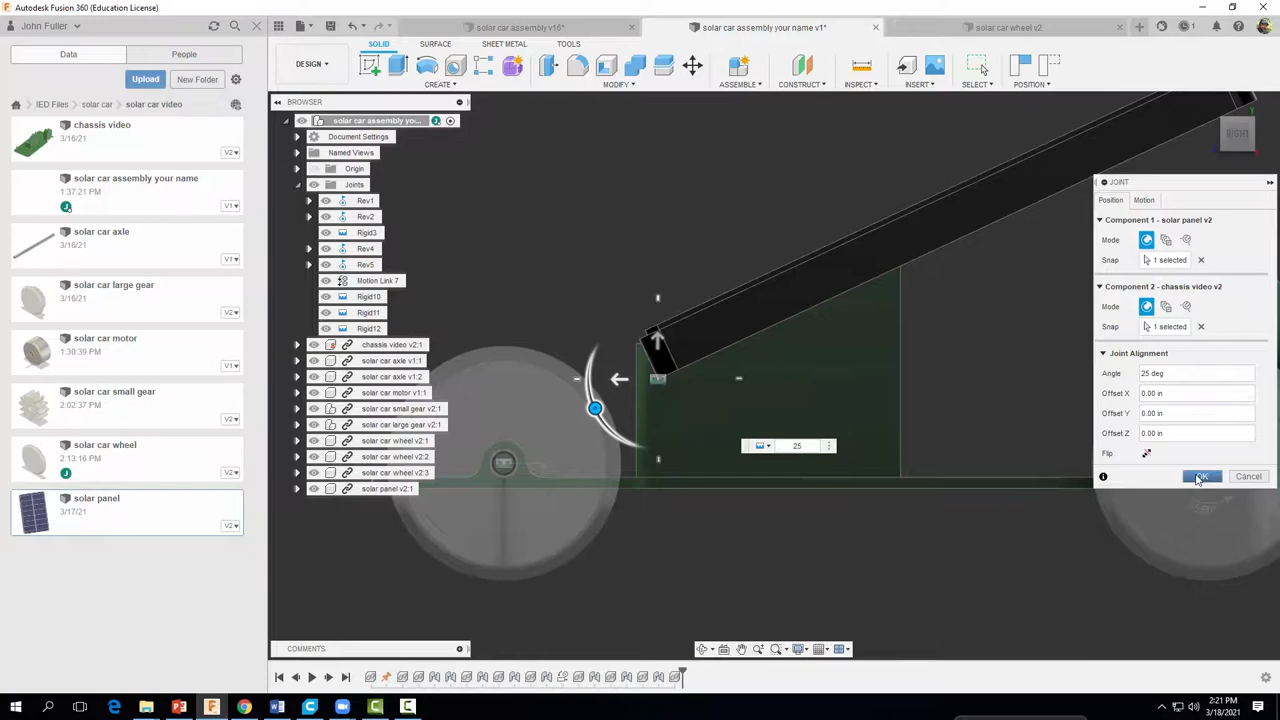 Autodesk Fusion 360 (Education License)
John Fuller
solar car assembly v16*
solar car assembly your name v1*
solar car wheel v2
1
Data
People
SOLID
SURFACE
SHEET METAL
TOOLS
DESIGN
Upload
New Folder
CREATE
MODIFY
ASSEMBLE
CONSTRUCT
INSPECT
INSERT
SELECT
POSITION
IED Files
solar car
solar car video
BROWSER
chassis video
3/16/21
V2
solar car assembly your name
1:37:21 PM
V1
solar car axle
3/16/21
V1
solar car large gear
3/16/21
V2
solar car motor
1:30:39 PM
V1
solar car small gear
2:02:37 PM
V2
solar car wheel
2:13:16 PM
V2
solar panel
3/17/21
V2
solar car assembly yo...
Document Settings
Named Views
Origin
Joints
Rev1
Rev2
Rigid3
Rev4
Rev5
Motion Link 7
Rigid10
Rigid11
Rigid12
chassis video v2:1
solar car axle v1:1
solar car axle v1:2
solar car motor v1:1
solar car small gear v2:1
solar car large gear v2:1
solar car wheel v2:1
solar car wheel v2:2
solar car wheel v2:3
solar panel v2:1
RIGHT
JOINT
Position
Motion
Component 1 - solar panel v2
Mode
Snap
1 selected
Component 2 - chassis video v2
Mode
Snap
1 selected
Joint Alignment
Angle
25 deg
Offset X
0.00 in
Offset Y
0.00 in
Offset Z
0.00 in
Flip
OK
Cancel
25
COMMENTS
2:21 PM
3/18/2021